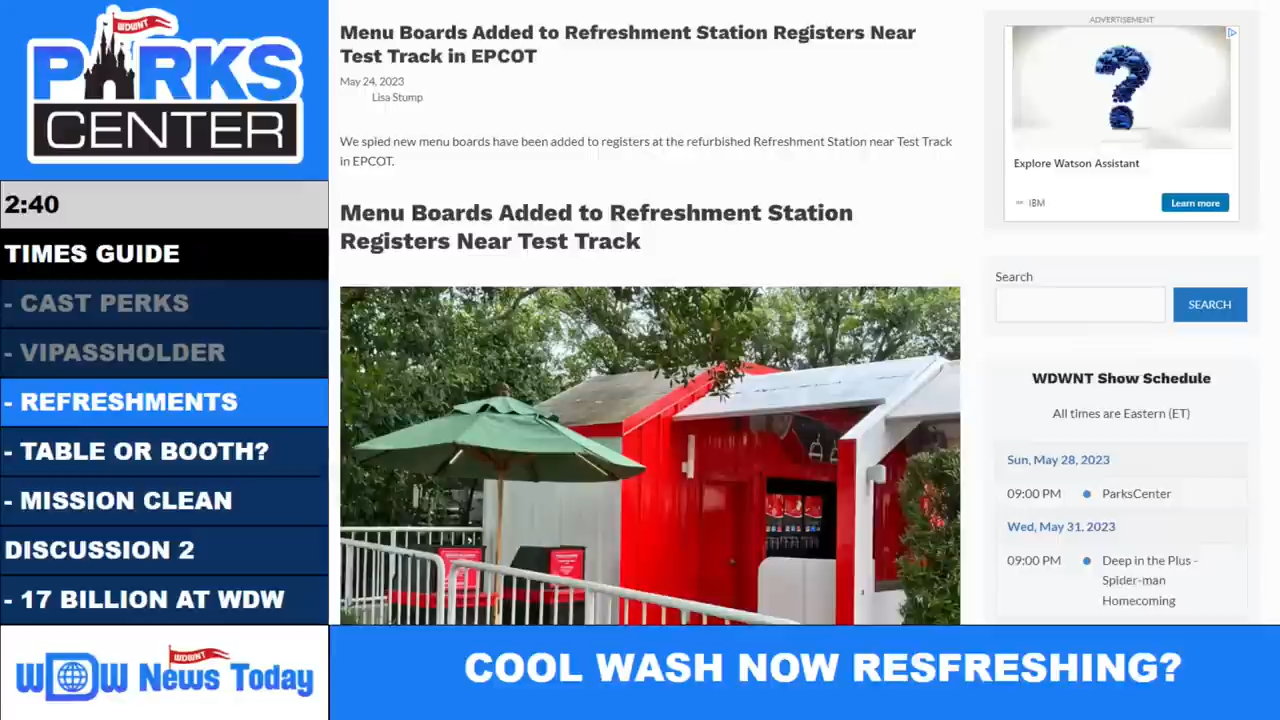 WDWNT
PARKS
CENTER
2:40
TIMES GUIDE
- CAST PERKS
- VIPASSHOLDER
- REFRESHMENTS
- TABLE OR BOOTH?
- MISSION CLEAN
DISCUSSION 2
- 17 BILLION AT WDW
WDWNT
WDW News Today
Menu Boards Added to Refreshment Station Registers Near
Test Track in EPCOT
May 24, 2023
Lisa Stump
We spied new menu boards have been added to registers at the refurbished Refreshment Station near Test Track
in EPCOT.
Menu Boards Added to Refreshment Station
Registers Near Test Track
ADVERTISEMENT
Explore Watson Assistant
IBM
Learn more
Search
SEARCH
WDWNT Show Schedule
All times are Eastern (ET)
Sun, May 28, 2023
09:00 PM ParksCenter
Wed, May 31, 2023
09:00 PM Deep in the Plus -
Spider-man
Homecoming
COOL WASH NOW RESFRESHING?